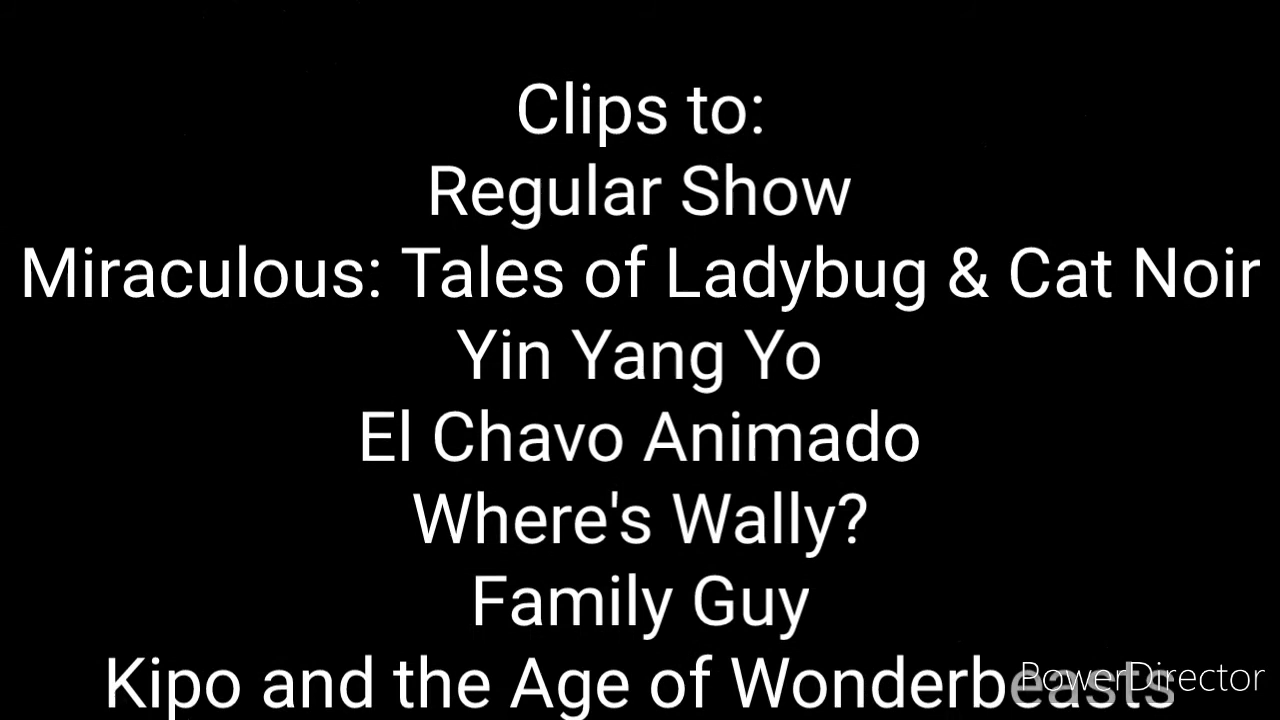 Clips to:
Regular Show
Miraculous: Tales of Ladybug & Cat Noir
Yin Yang Yo
El Chavo Animado
Where's Wally?
Family Guy
Kipo and the Age of Wonderbeasts
PowerDirector